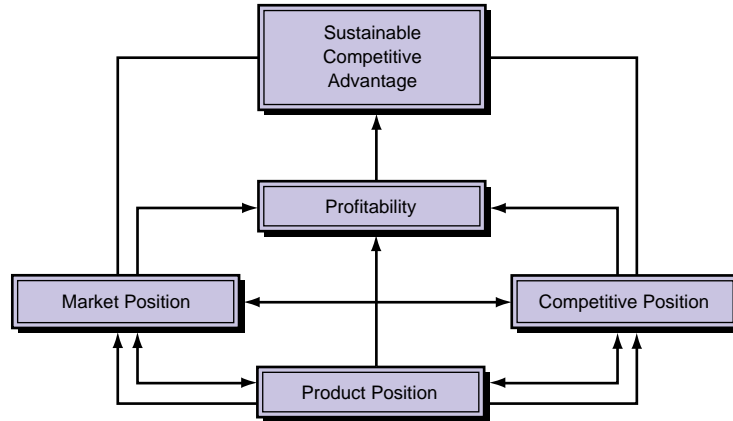 Sustainable
Competitive
Advantage
Profitability
Market Position
Competitive Position
Product Position